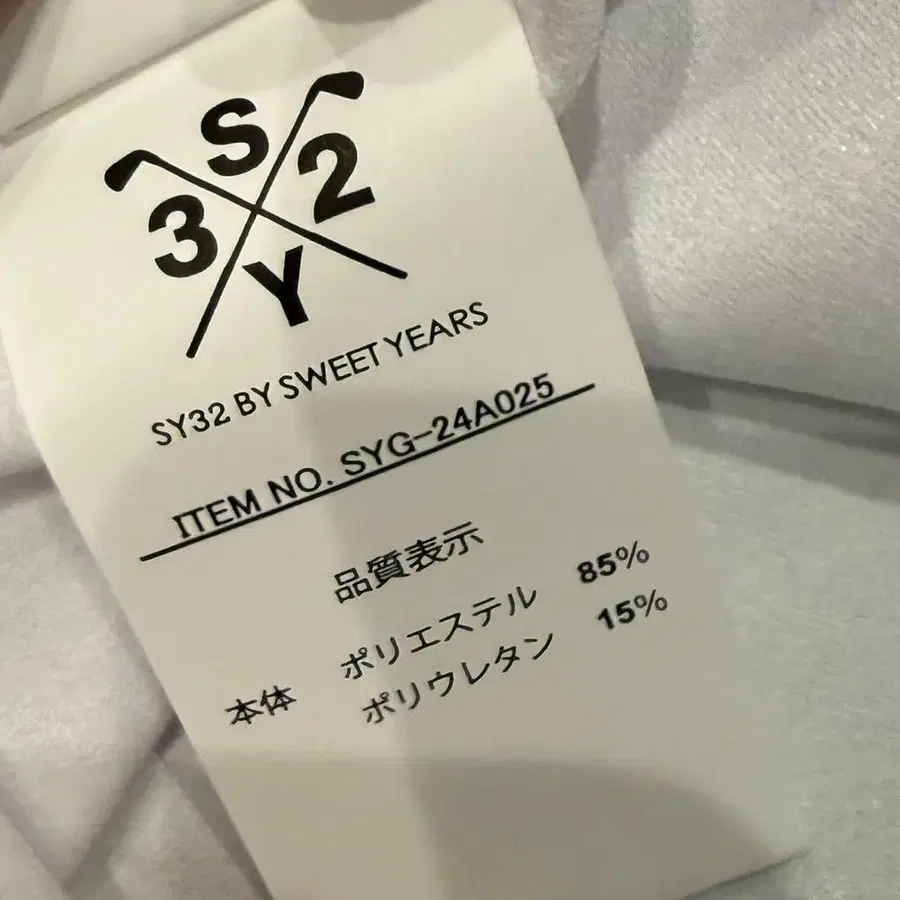 S
3 2
Y
SY32 BY SWEET YEARS
ITEM NO. SYG-24A025
品質表示
本体 ポリエステル 85%
ポリウレタン 15%